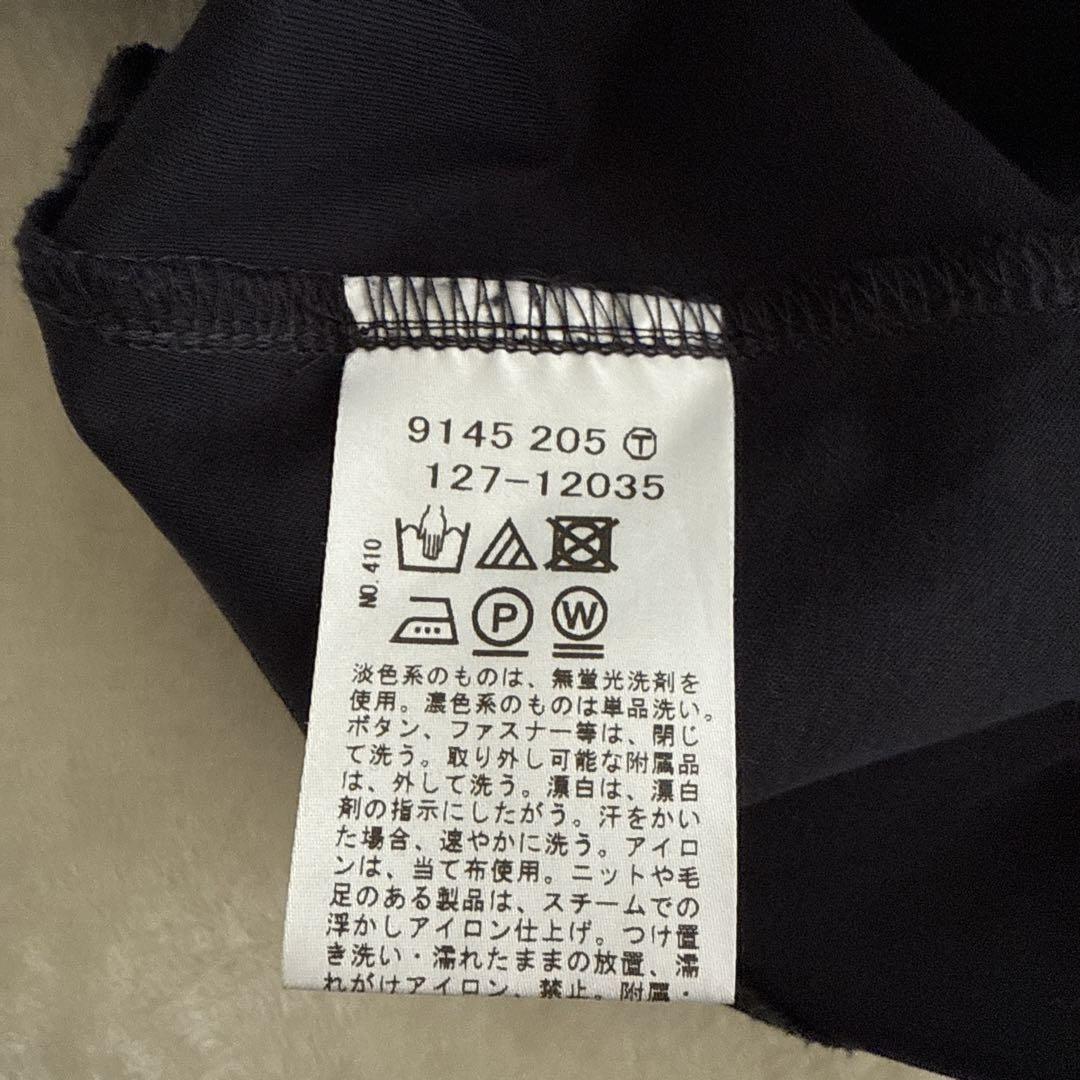 9145 205 Ⓣ
127-12035
NO.410
P W
淡色系のものは、無蛍光洗剤を
使用。濃色系のものは単品洗い。
ボタン、ファスナー等は、閉じ
て洗う。取り外し可能な附属品
は、外して洗う。漂白は、漂白
剤の指示にしたがう。汗をかい
た場合、速やかに洗う。アイロ
ンは、当て布使用。ニットや毛
足のある製品は、スチームでの
浮かしアイロン仕上げ。つけ置
き洗い・濡れたままの放置、濡
れがけアイロン、禁止。附属・